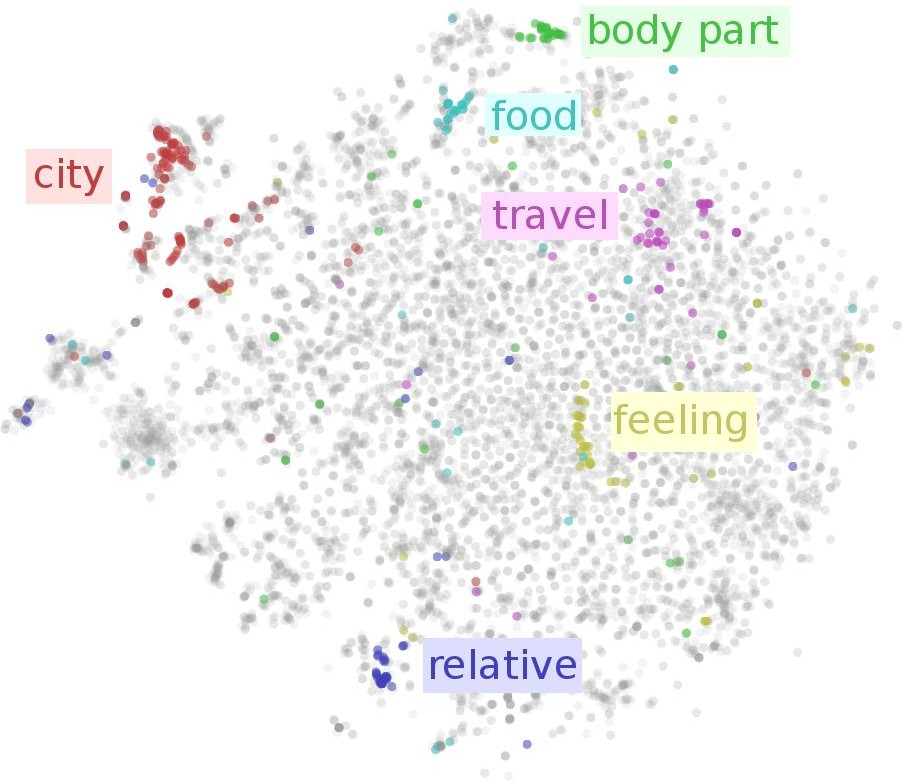 body part
food
city
travel
feeling
relative